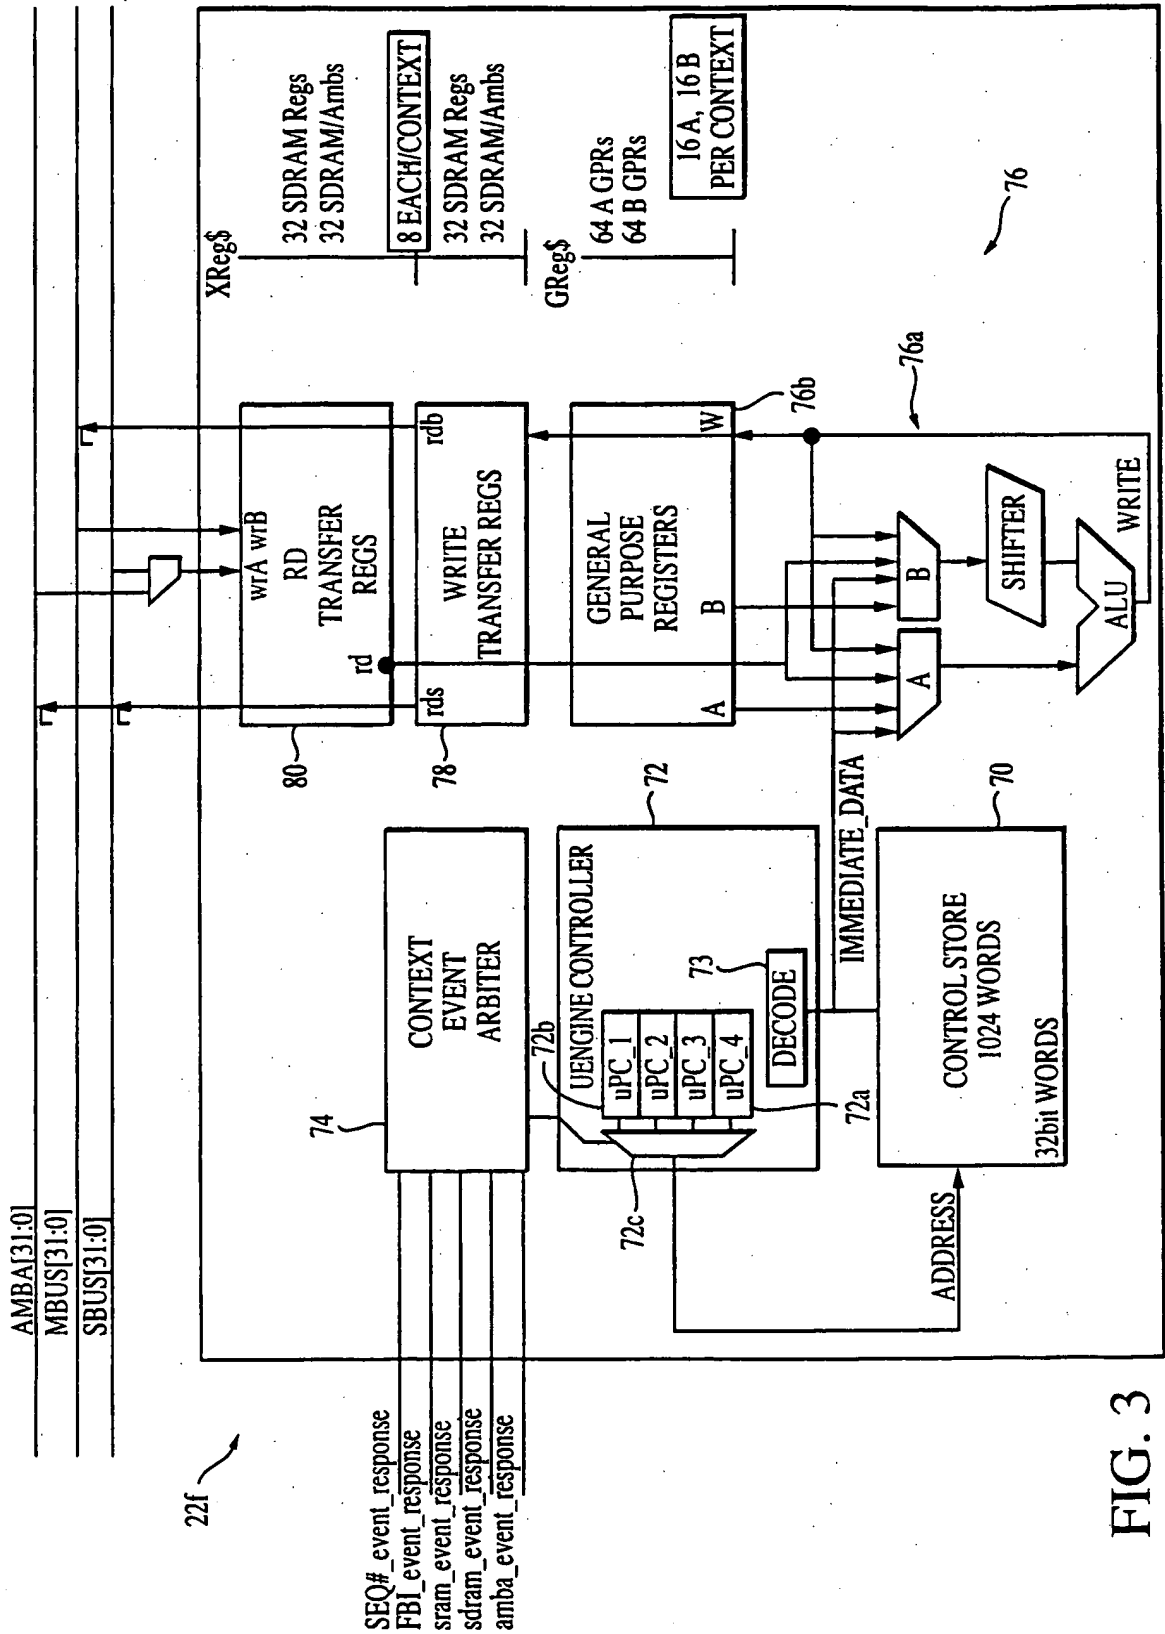 AMBA[31:0]
MBUS[31:0]
SBUS[31:0]
22f
SEQ#_event_response
FBI_event_response
sram_event_response
sdram_event_response
amba_event_response
74
CONTEXT
EVENT
ARBITER
72b
72
UENGINE CONTROLLER
uPC_1
uPC_2
uPC_3
uPC_4
72a
72c
73
DECODE
IMMEDIATE_DATA
ADDRESS
70
CONTROL STORE
1024 WORDS
32bit WORDS
80
wrA wrB
RD
TRANSFER
REGS
rd
78
rds
WRITE
TRANSFER REGS
rdb
GENERAL
PURPOSE
REGISTERS
A
B
W
76b
A
B
SHIFTER
ALU
WRITE
76a
76
XReg$
32 SDRAM Regs
32 SDRAM/Ambs
8 EACH/CONTEXT
32 SDRAM Regs
32 SDRAM/Ambs
GReg$
64 A GPRs
64 B GPRs
16 A, 16 B
PER CONTEXT
FIG. 3